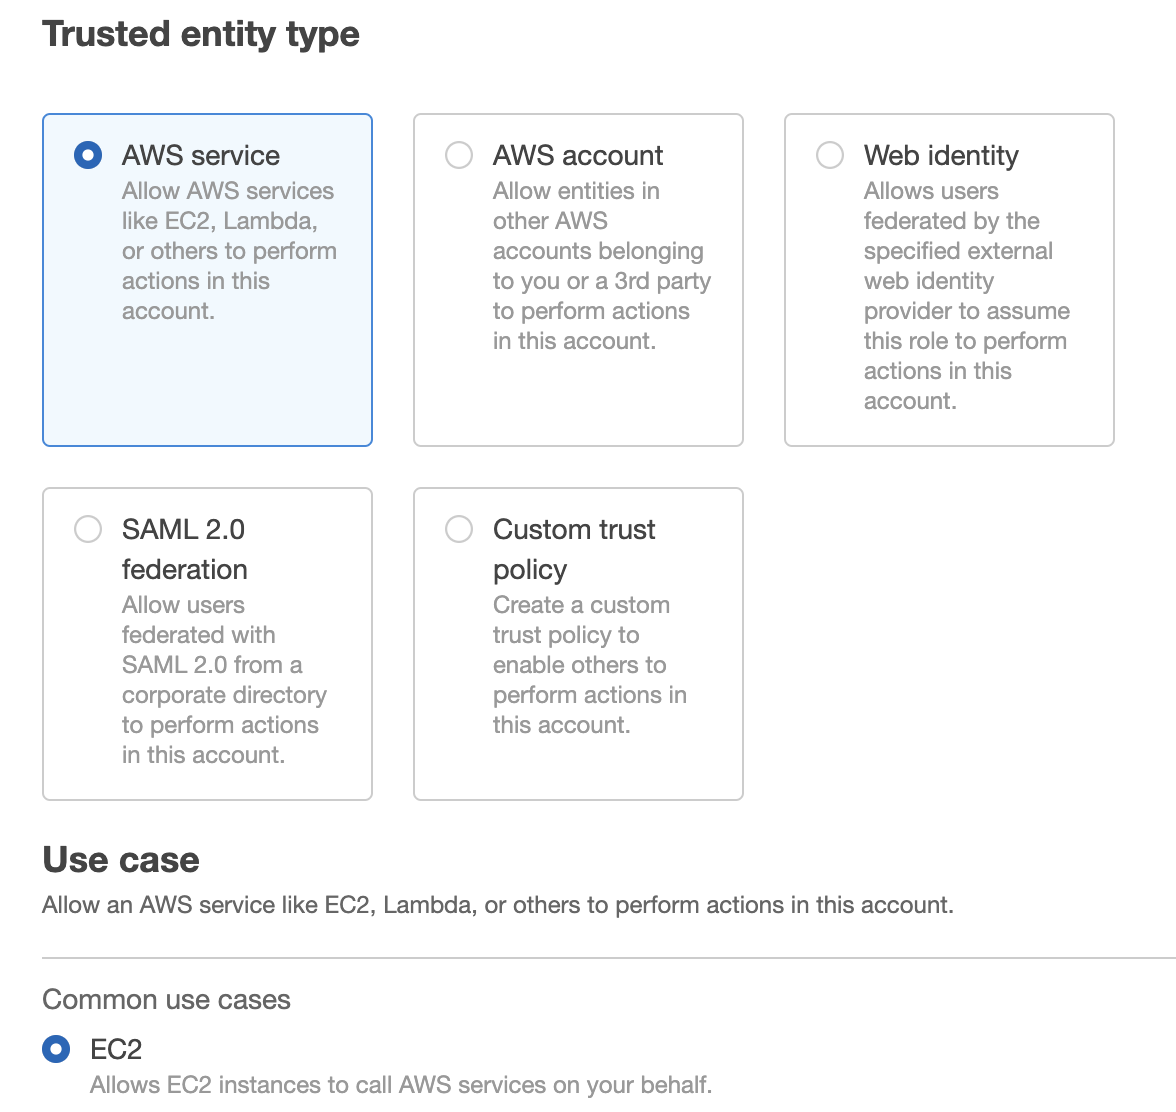 Trusted entity type
AWS service
Allow AWS services
like EC2, Lambda,
or others to perform
actions in this
account.
AWS account
Allow entities in
other AWS
accounts belonging
to you or a 3rd party
to perform actions
in this account.
Web identity
Allows users
federated by the
specified external
web identity
provider to assume
this role to perform
actions in this
account.
SAML 2.0
federation
Allow users
federated with
SAML 2.0 from a
corporate directory
to perform actions
in this account.
Custom trust
policy
Create a custom
trust policy to
enable others to
perform actions in
this account.
Use case
Allow an AWS service like EC2, Lambda, or others to perform actions in this account.
Common use cases
EC2
Allows EC2 instances to call AWS services on your behalf.